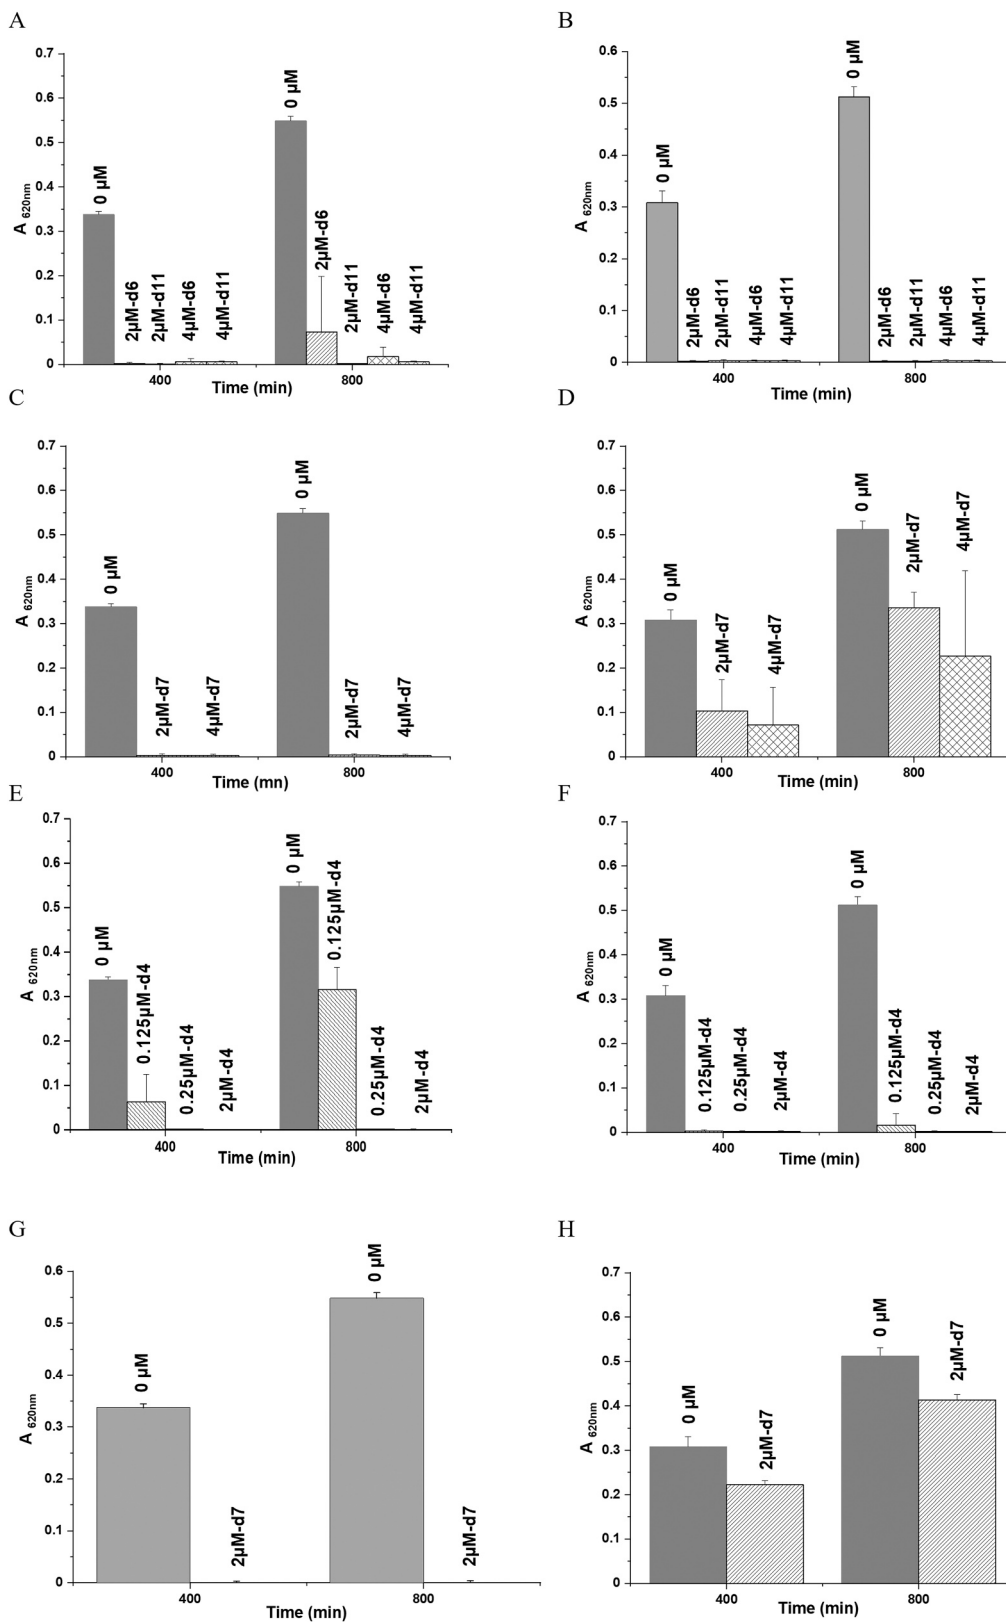 A
0.7
0.6
0.5
0.4
0.3
0.2
0.1
0
A 620nm
0 µM
2µM-d6
2µM-d11
4µM-d6
4µM-d11
0 µM
2µM-d6
2µM-d11
4µM-d6
4µM-d11
400
800
Time (min)
B
0.6
0.5
0.4
0.3
0.2
0.1
0
A 620nm
0 µM
2µM-d6
2µM-d11
4µM-d6
4µM-d11
0 µM
2µM-d6
2µM-d11
4µM-d6
4µM-d11
400
800
Time (min)
C
0.7
0.6
0.5
0.4
0.3
0.2
0.1
0
A 620nm
0 µM
2µM-d7
4µM-d7
0 µM
2µM-d7
4µM-d7
400
800
Time (mn)
D
0.7
0.6
0.5
0.4
0.3
0.2
0.1
0
A 620nm
0 µM
2µM-d7
4µM-d7
0 µM
2µM-d7
4µM-d7
400
800
Time (min)
E
0.7
0.6
0.5
0.4
0.3
0.2
0.1
0
A 620nm
0 µM
0.125µM-d4
0.25µM-d4
2µM-d4
0 µM
0.125µM-d4
0.25µM-d4
2µM-d4
400
800
Time (min)
F
0.7
0.6
0.5
0.4
0.3
0.2
0.1
0
A 620nm
0 µM
0.125µM-d4
0.25µM-d4
2µM-d4
0 µM
0.125µM-d4
0.25µM-d4
2µM-d4
400
800
Time (min)
G
0.6
0.5
0.4
0.3
0.2
0.1
0
A 620nm
0 µM
2µM-d7
0 µM
2µM-d7
400
800
Time (min)
H
0.7
0.6
0.5
0.4
0.3
0.2
0.1
0
A 620nm
0 µM
2µM-d7
0 µM
2µM-d7
400
800
Time (min)